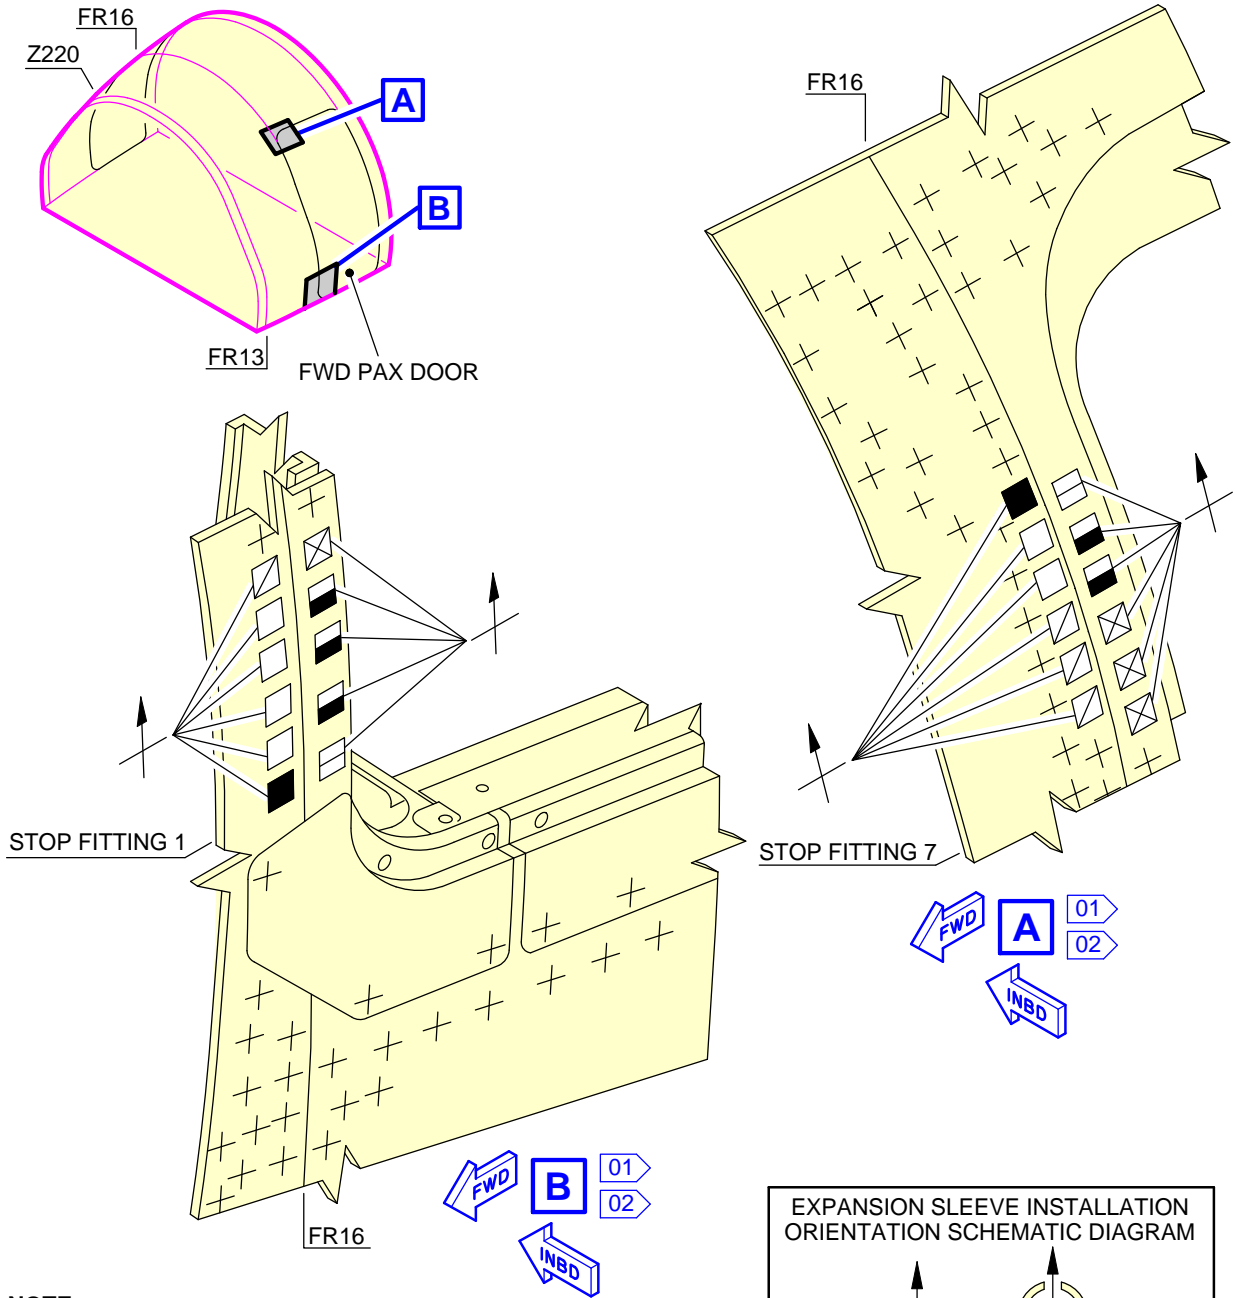 FR16
Z220
A
B
FR13
FWD PAX DOOR
FR16
STOP FITTING 1
STOP FITTING 7
FWD
A
01
02
INBD
FWD
B
01
02
INBD
FR16
EXPANSION SLEEVE INSTALLATION
ORIENTATION SCHEMATIC DIAGRAM